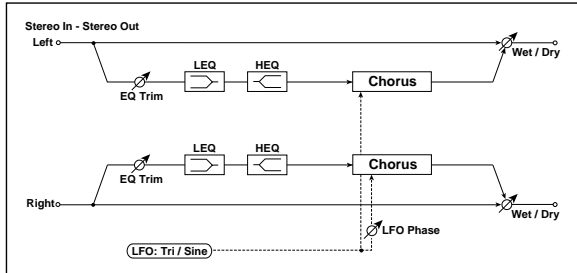 Stereo In - Stereo Out
Left
Wet / Dry
LEQ
HEQ
EQ Trim
Chorus
LEQ
HEQ
EQ Trim
Chorus
Right
Wet / Dry
LFO Phase
LFO: Tri / Sine